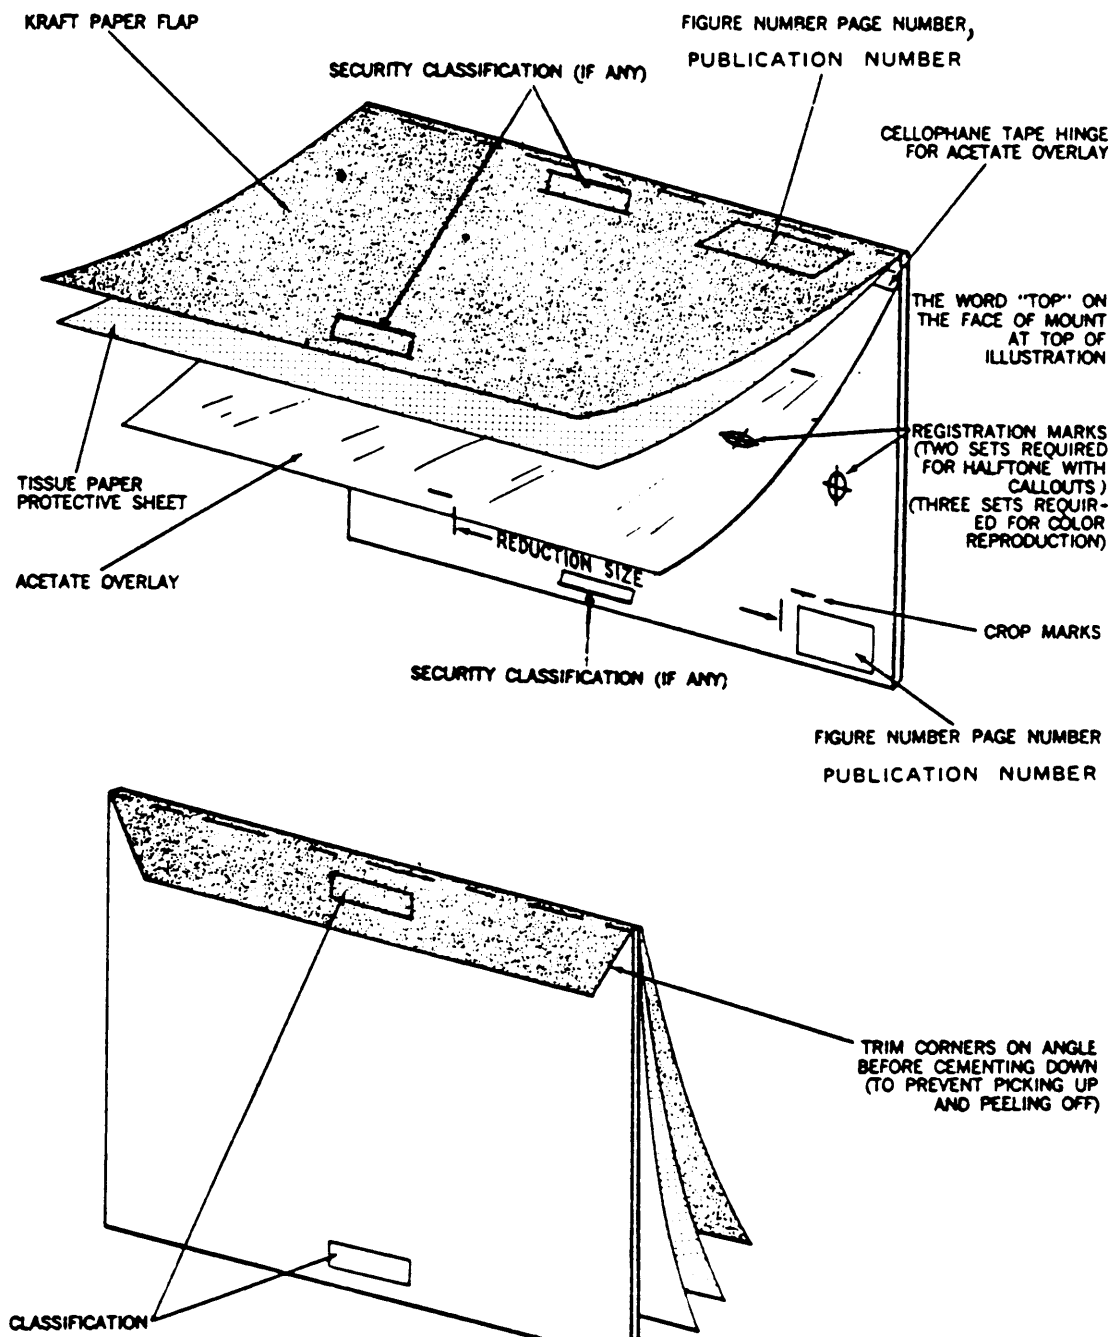 KRAFT PAPER FLAP
FIGURE NUMBER PAGE NUMBER,
PUBLICATION NUMBER
SECURITY CLASSIFICATION (IF ANY)
CELLOPHANE TAPE HINGE
FOR ACETATE OVERLAY
THE WORD "TOP" ON
THE FACE OF MOUNT
AT TOP OF
ILLUSTRATION
REGISTRATION MARKS
(TWO SETS REQUIRED
FOR HALFTONE WITH
CALLOUTS)
(THREE SETS REQUIR-
ED FOR COLOR
REPRODUCTION)
TISSUE PAPER
PROTECTIVE SHEET
REDUCTION SIZE
ACETATE OVERLAY
CROP MARKS
SECURITY CLASSIFICATION (IF ANY)
FIGURE NUMBER PAGE NUMBER
PUBLICATION NUMBER
TRIM CORNERS ON ANGLE
BEFORE CEMENTING DOWN
(TO PREVENT PICKING UP
AND PEELING OFF)
CLASSIFICATION